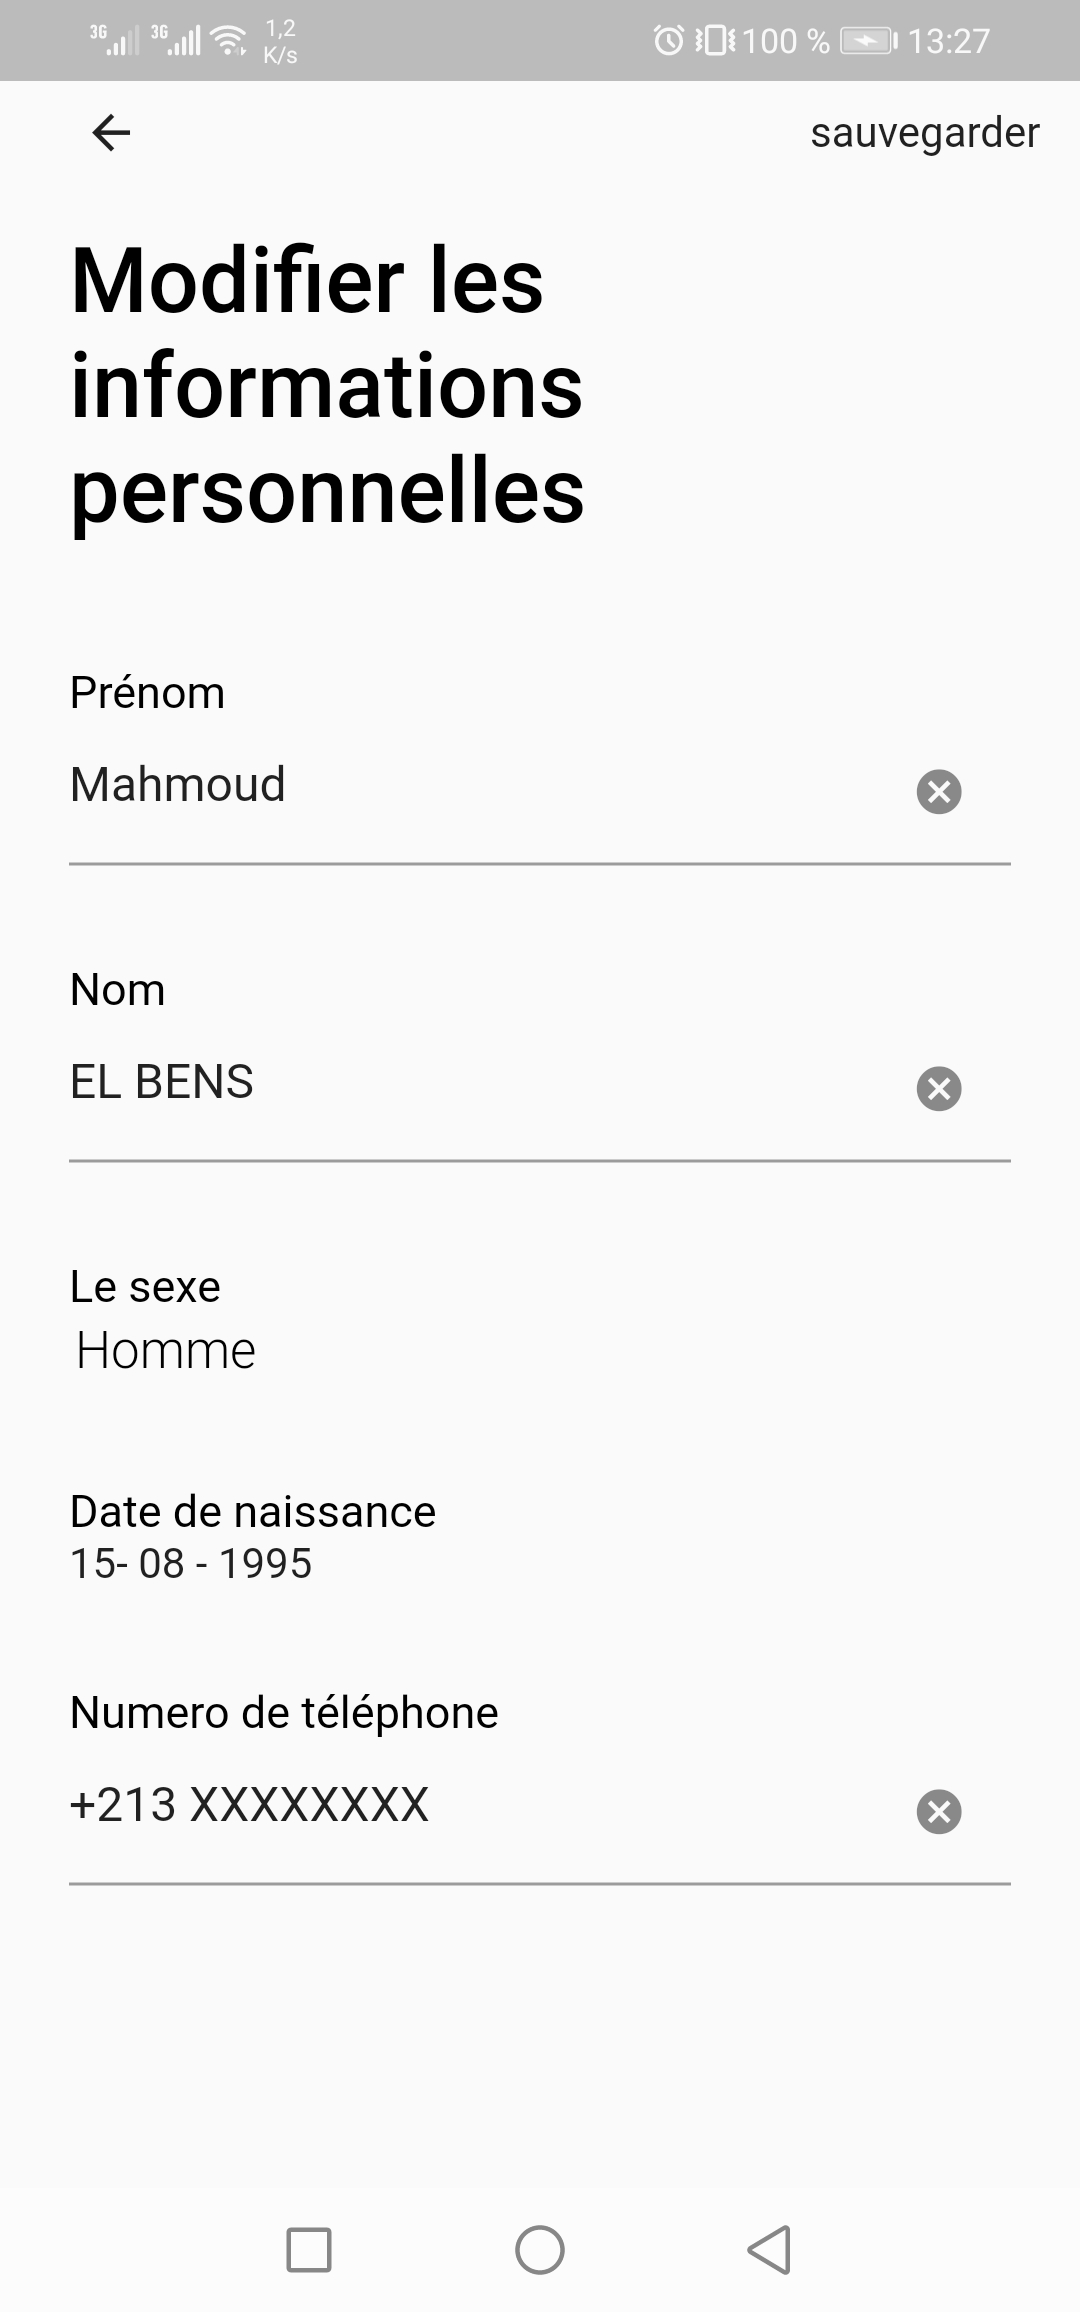 3G 3G 1,2 K/s 100 % 13:27
sauvegarder
Modifier les
informations
personnelles
Prénom
Mahmoud
Nom
EL BENS
Le sexe
Homme
Date de naissance
15- 08 - 1995
Numero de téléphone
+213 XXXXXXXX